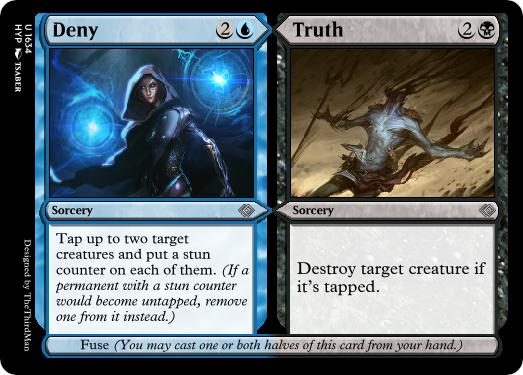 Deny 2
Truth 2
U 1634
HYP TSABER
Designed by TheThirdMan
Sorcery
Tap up to two target
creatures and put a stun
counter on each of them. (If a
permanent with a stun counter
would become untapped, remove
one from it instead.)
Sorcery
Destroy target creature if
it's tapped.
Fuse (You may cast one or both halves of this card from your hand.)